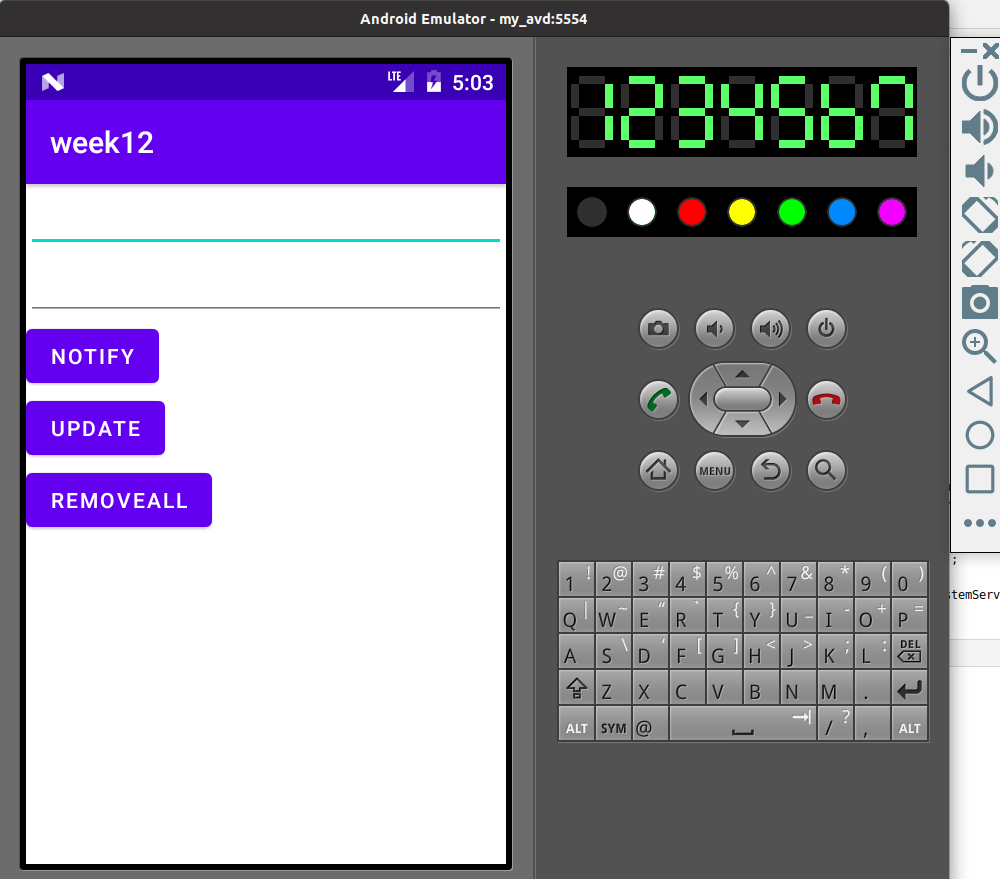 Android Emulator - my_avd:5554
LTE 5:03
week12
NOTIFY
UPDATE
REMOVEALL
1234567
MENU
1 ! 2 @ 3 # 4 $ 5 % 6 ^ 7 & 8 * 9 ( 0 )
Q | W ~ E “ R ` T { Y } U _ I - O + P =
A S \ D ‘ F [ G ] H < J > K ; L : DEL
Z X C V B N M .
ALT SYM @ / ? , ALT
;
stemServ